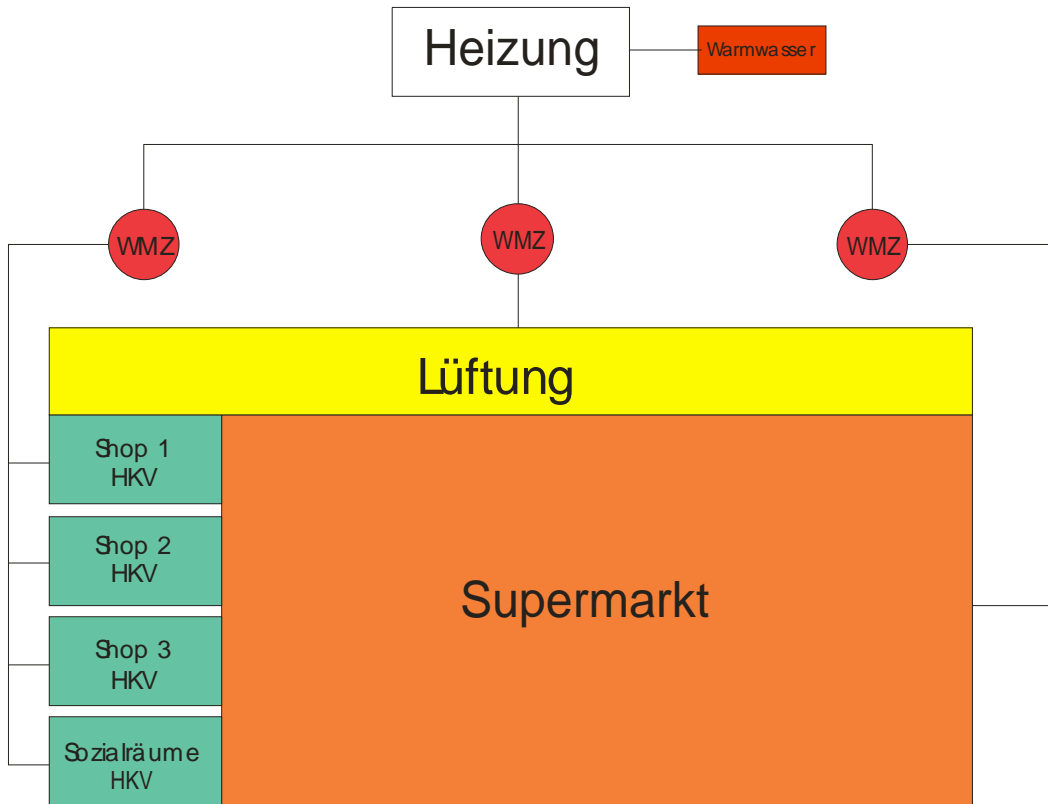 Heizung
Warmwasser
WMZ
WMZ
WMZ
Lüftung
Shop 1
HKV
Shop 2
HKV
Shop 3
HKV
Sozialräume
HKV
Supermarkt